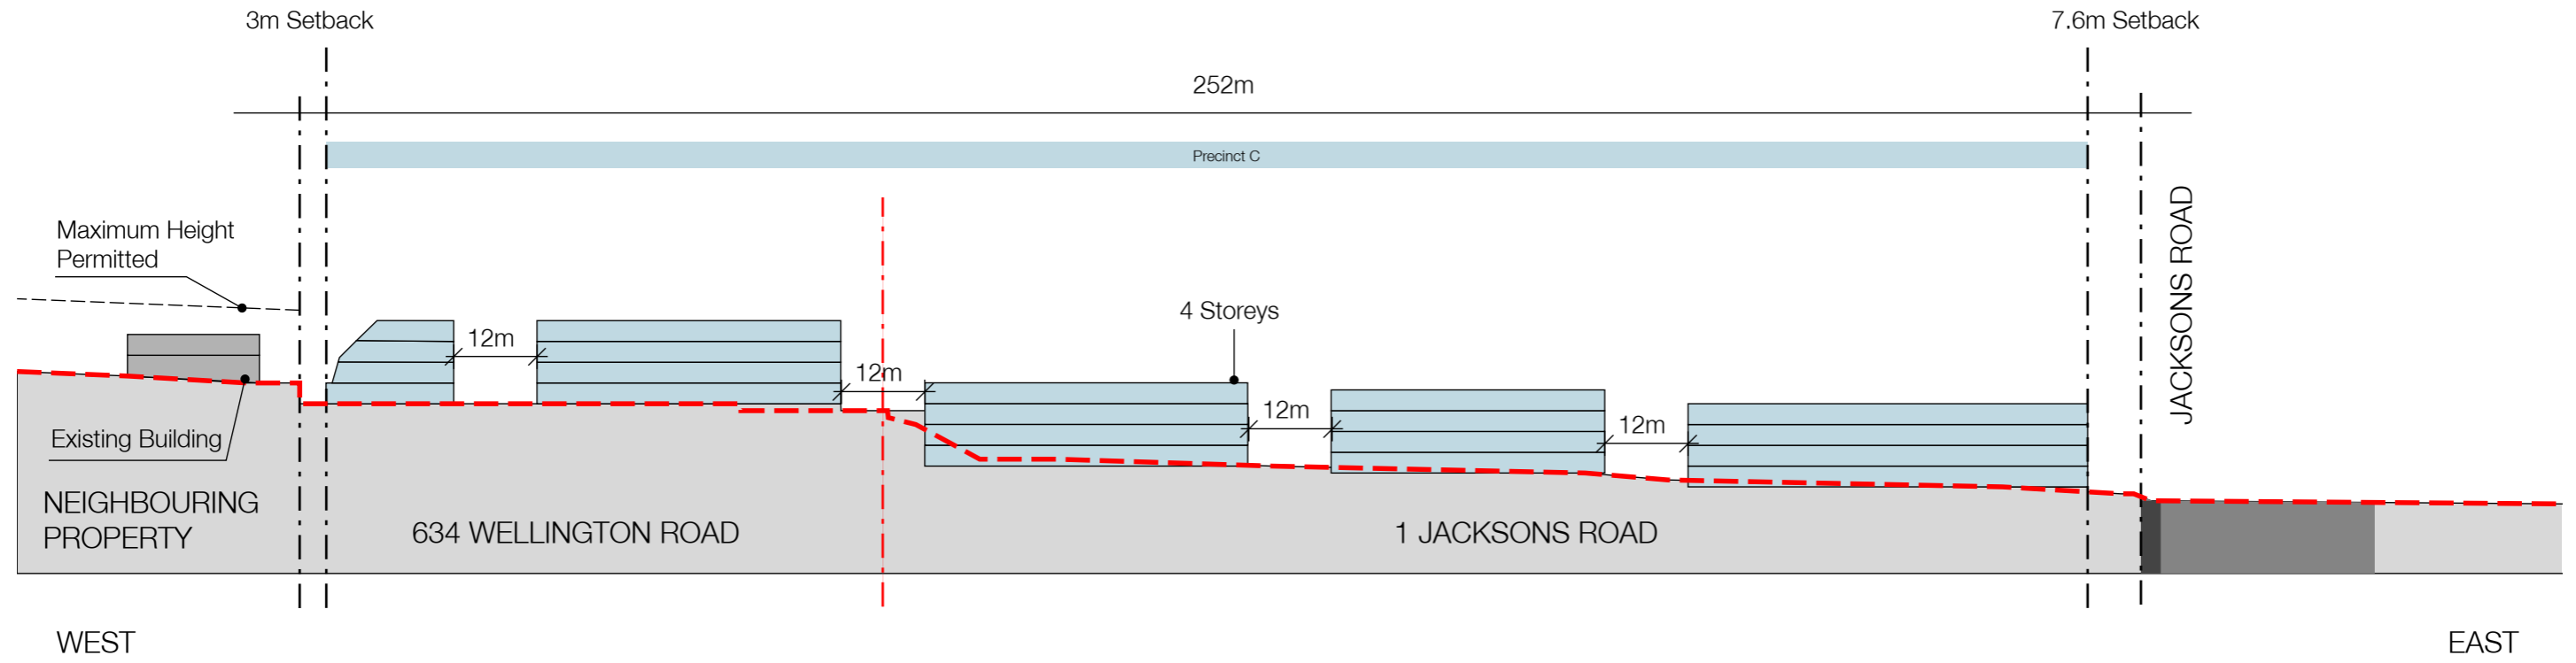 3m Setback
7.6m Setback
252m
Precinct C
JACKSONS ROAD
Maximum Height
Permitted
4 Storeys
12m
12m
12m
12m
Existing Building
NEIGHBOURING
PROPERTY
634 WELLINGTON ROAD
1 JACKSONS ROAD
WEST
EAST